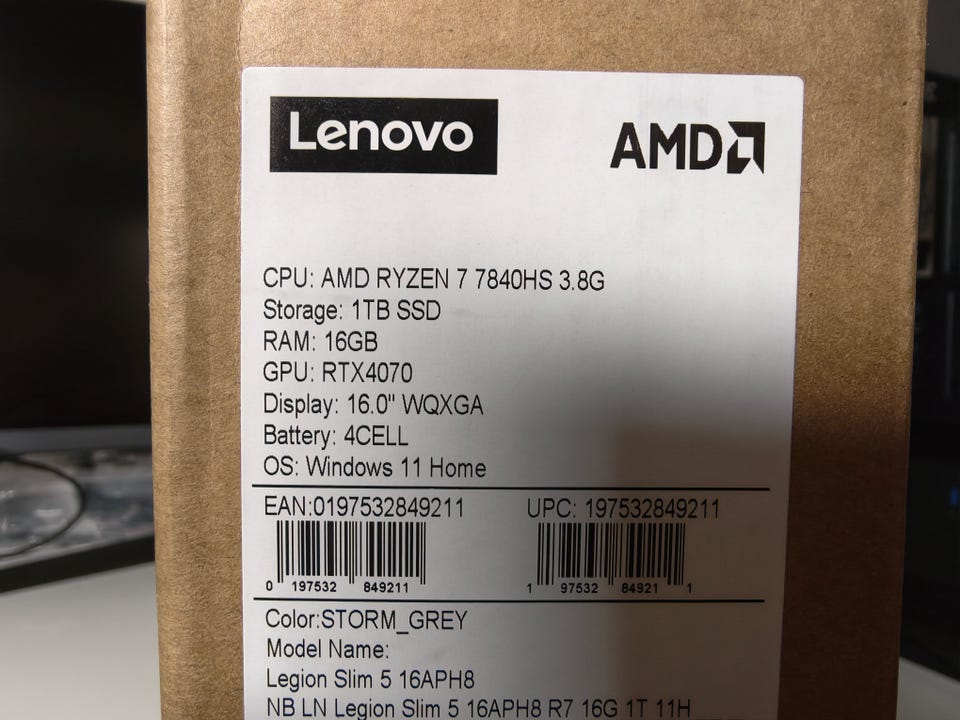 Lenovo AMD
CPU: AMD RYZEN 7 7840HS 3.8G
Storage: 1TB SSD
RAM: 16GB
GPU: RTX4070
Display: 16.0" WQXGA
Battery: 4CELL
OS: Windows 11 Home
EAN:0197532849211 UPC: 197532849211
0 197532 849211 1 97532 84921 1
Color:STORM_GREY
Model Name:
Legion Slim 5 16APH8
NB LN Legion Slim 5 16APH8 R7 16G 1T 11H